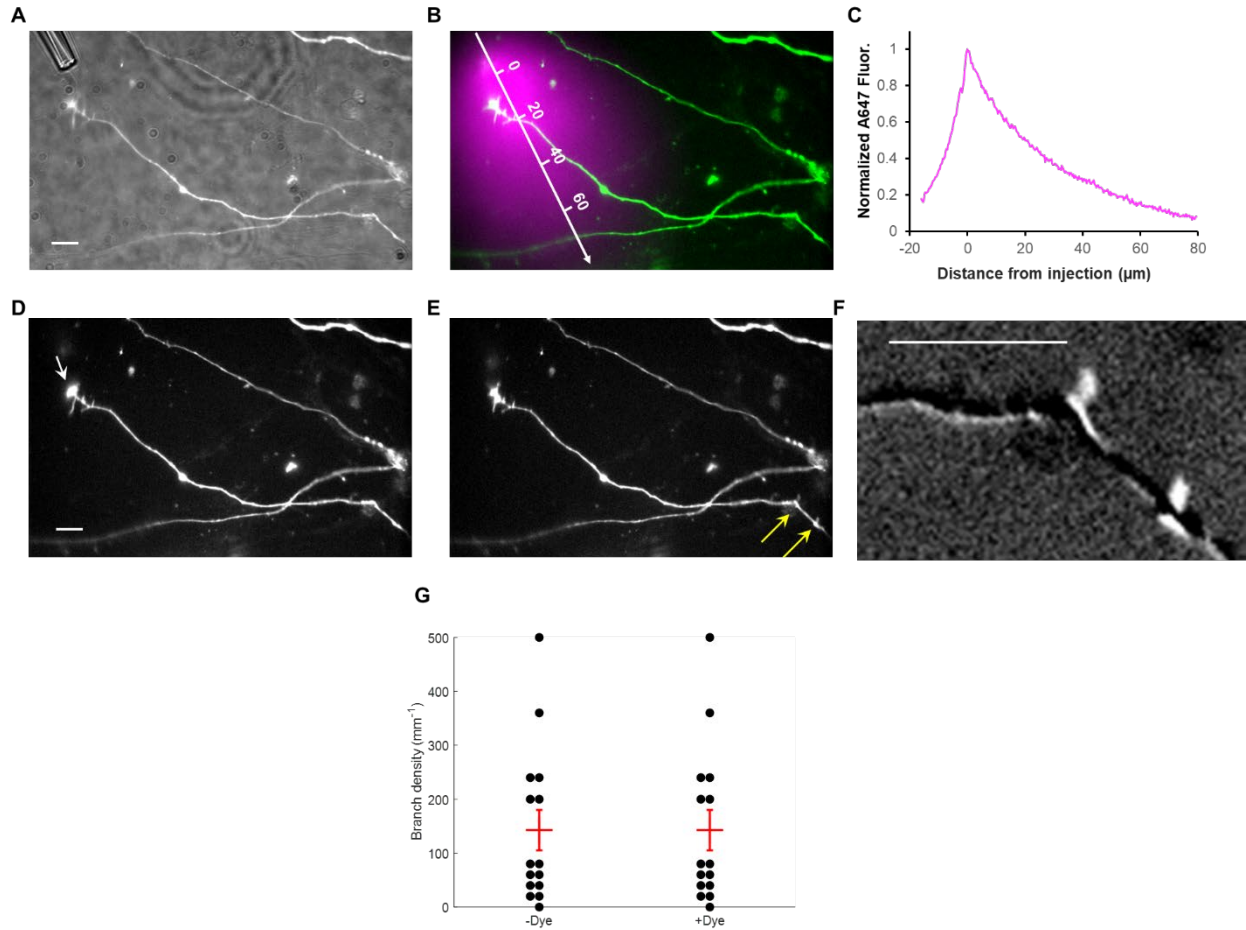 A
B
C
0
20
40
60
Normalized A647 Fluor.
1
0.8
0.6
0.4
0.2
0
-20
0
20
40
60
80
Distance from injection (µm)
D
E
F
G
Branch density (mm⁻¹)
500
400
300
200
100
0
-Dye
+Dye